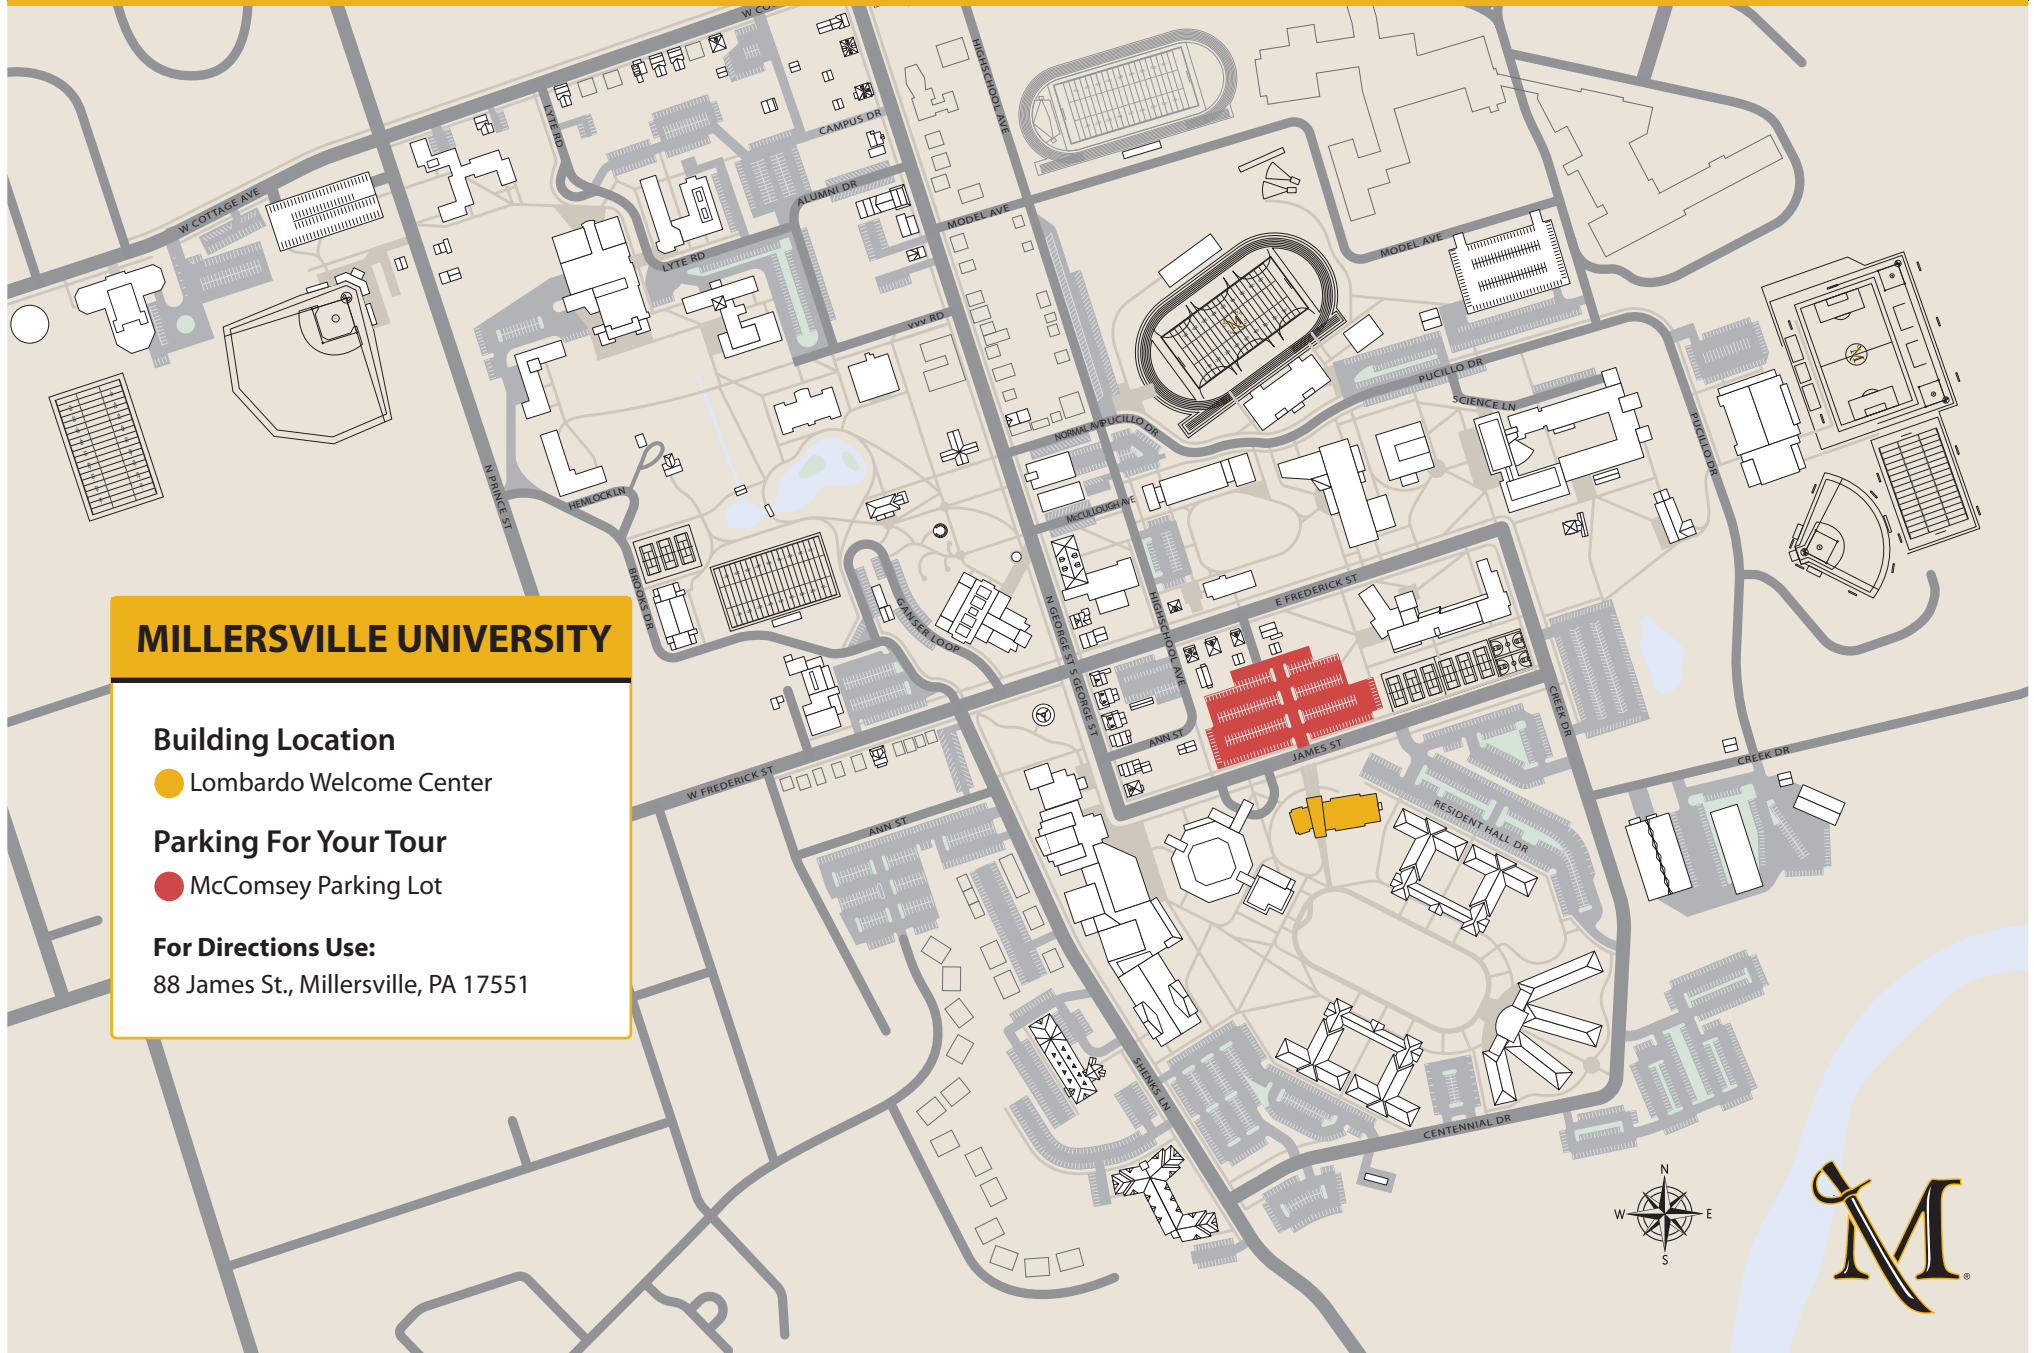 W CO
HIGHSCHOOL AVE
LYTE RD
CAMPUS DR
W COTTAGE AVE
ALUMNI DR
MODEL AVE
MODEL AVE
LYTE RD
YYY RD
PUCILLO DR
SCIENCE LN
NORMAL AVE
PUCILLO DR
PUCILLO DR
N PRINCE ST
HEMLOCK LN
McCULLOUGH AVE
BROOKS DR
GANSER LOOP
N GEORGE ST
S GEORGE ST
HIGHSCHOOL AVE
E FREDERICK ST
MILLERSVILLE UNIVERSITY
Building Location
Lombardo Welcome Center
Parking For Your Tour
McComsey Parking Lot
For Directions Use:
88 James St., Millersville, PA 17551
CREEK DR
ANN ST
JAMES ST
CREEK DR
W FREDERICK ST
ANN ST
RESIDENT HALL DR
SHENKS LN
CENTENNIAL DR
N
W
E
S
M
®